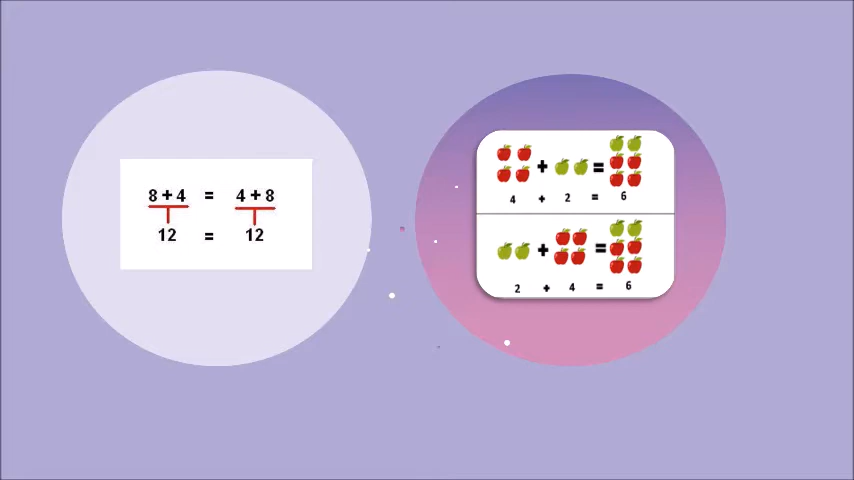 8 + 4 = 4 + 8
12 = 12
+ =
4 + 2 = 6
+ =
2 + 4 = 6